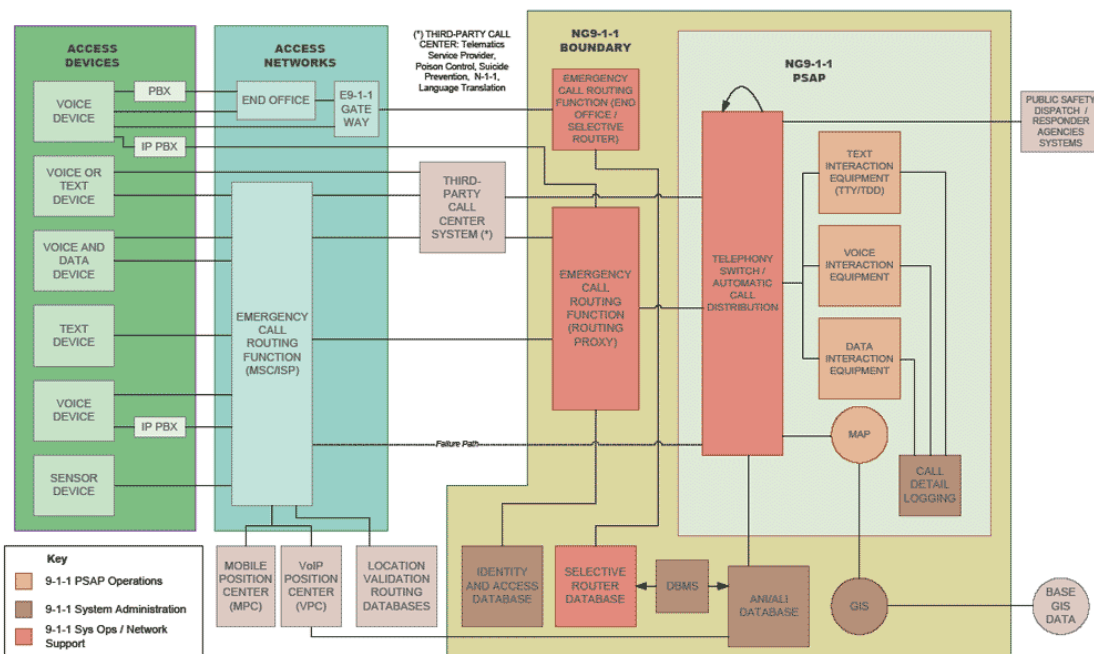 ACCESS
DEVICES
VOICE
DEVICE
PBX
IP PBX
VOICE OR
TEXT
DEVICE
VOICE AND
DATA
DEVICE
TEXT
DEVICE
VOICE
DEVICE
IP PBX
SENSOR
DEVICE
ACCESS
NETWORKS
END OFFICE
E9-1-1
GATE
WAY
EMERGENCY
CALL
ROUTING
FUNCTION
(MSC/ISP)
(*) THIRD-PARTY CALL
CENTER: Telematics
Service Provider,
Poison Control, Suicide
Prevention, N-1-1,
Language Translation
THIRD-
PARTY
CALL
CENTER
SYSTEM (*)
Failure Path
NG9-1-1
BOUNDARY
EMERGENCY
CALL ROUTING
FUNCTION (END
OFFICE /
SELECTIVE
ROUTER)
EMERGENCY
CALL
ROUTING
FUNCTION
(ROUTING
PROXY)
NG9-1-1
PSAP
TELEPHONY
SWITCH /
AUTOMATIC
CALL
DISTRIBUTION
TEXT
INTERACTION
EQUIPMENT
(TTY/TDD)
VOICE
INTERACTION
EQUIPMENT
DATA
INTERACTION
EQUIPMENT
MAP
CALL
DETAIL
LOGGING
PUBLIC SAFETY
DISPATCH /
RESPONDER
AGENCIES
SYSTEMS
MOBILE
POSITION
CENTER
(MPC)
VoIP
POSITION
CENTER
(VPC)
LOCATION
VALIDATION
ROUTING
DATABASES
IDENTITY
AND ACCESS
DATABASE
SELECTIVE
ROUTER
DATABASE
DBMS
ANI/ALI
DATABASE
GIS
BASE
GIS
DATA
Key
9-1-1 PSAP Operations
9-1-1 System Administration
9-1-1 Sys Ops / Network
Support